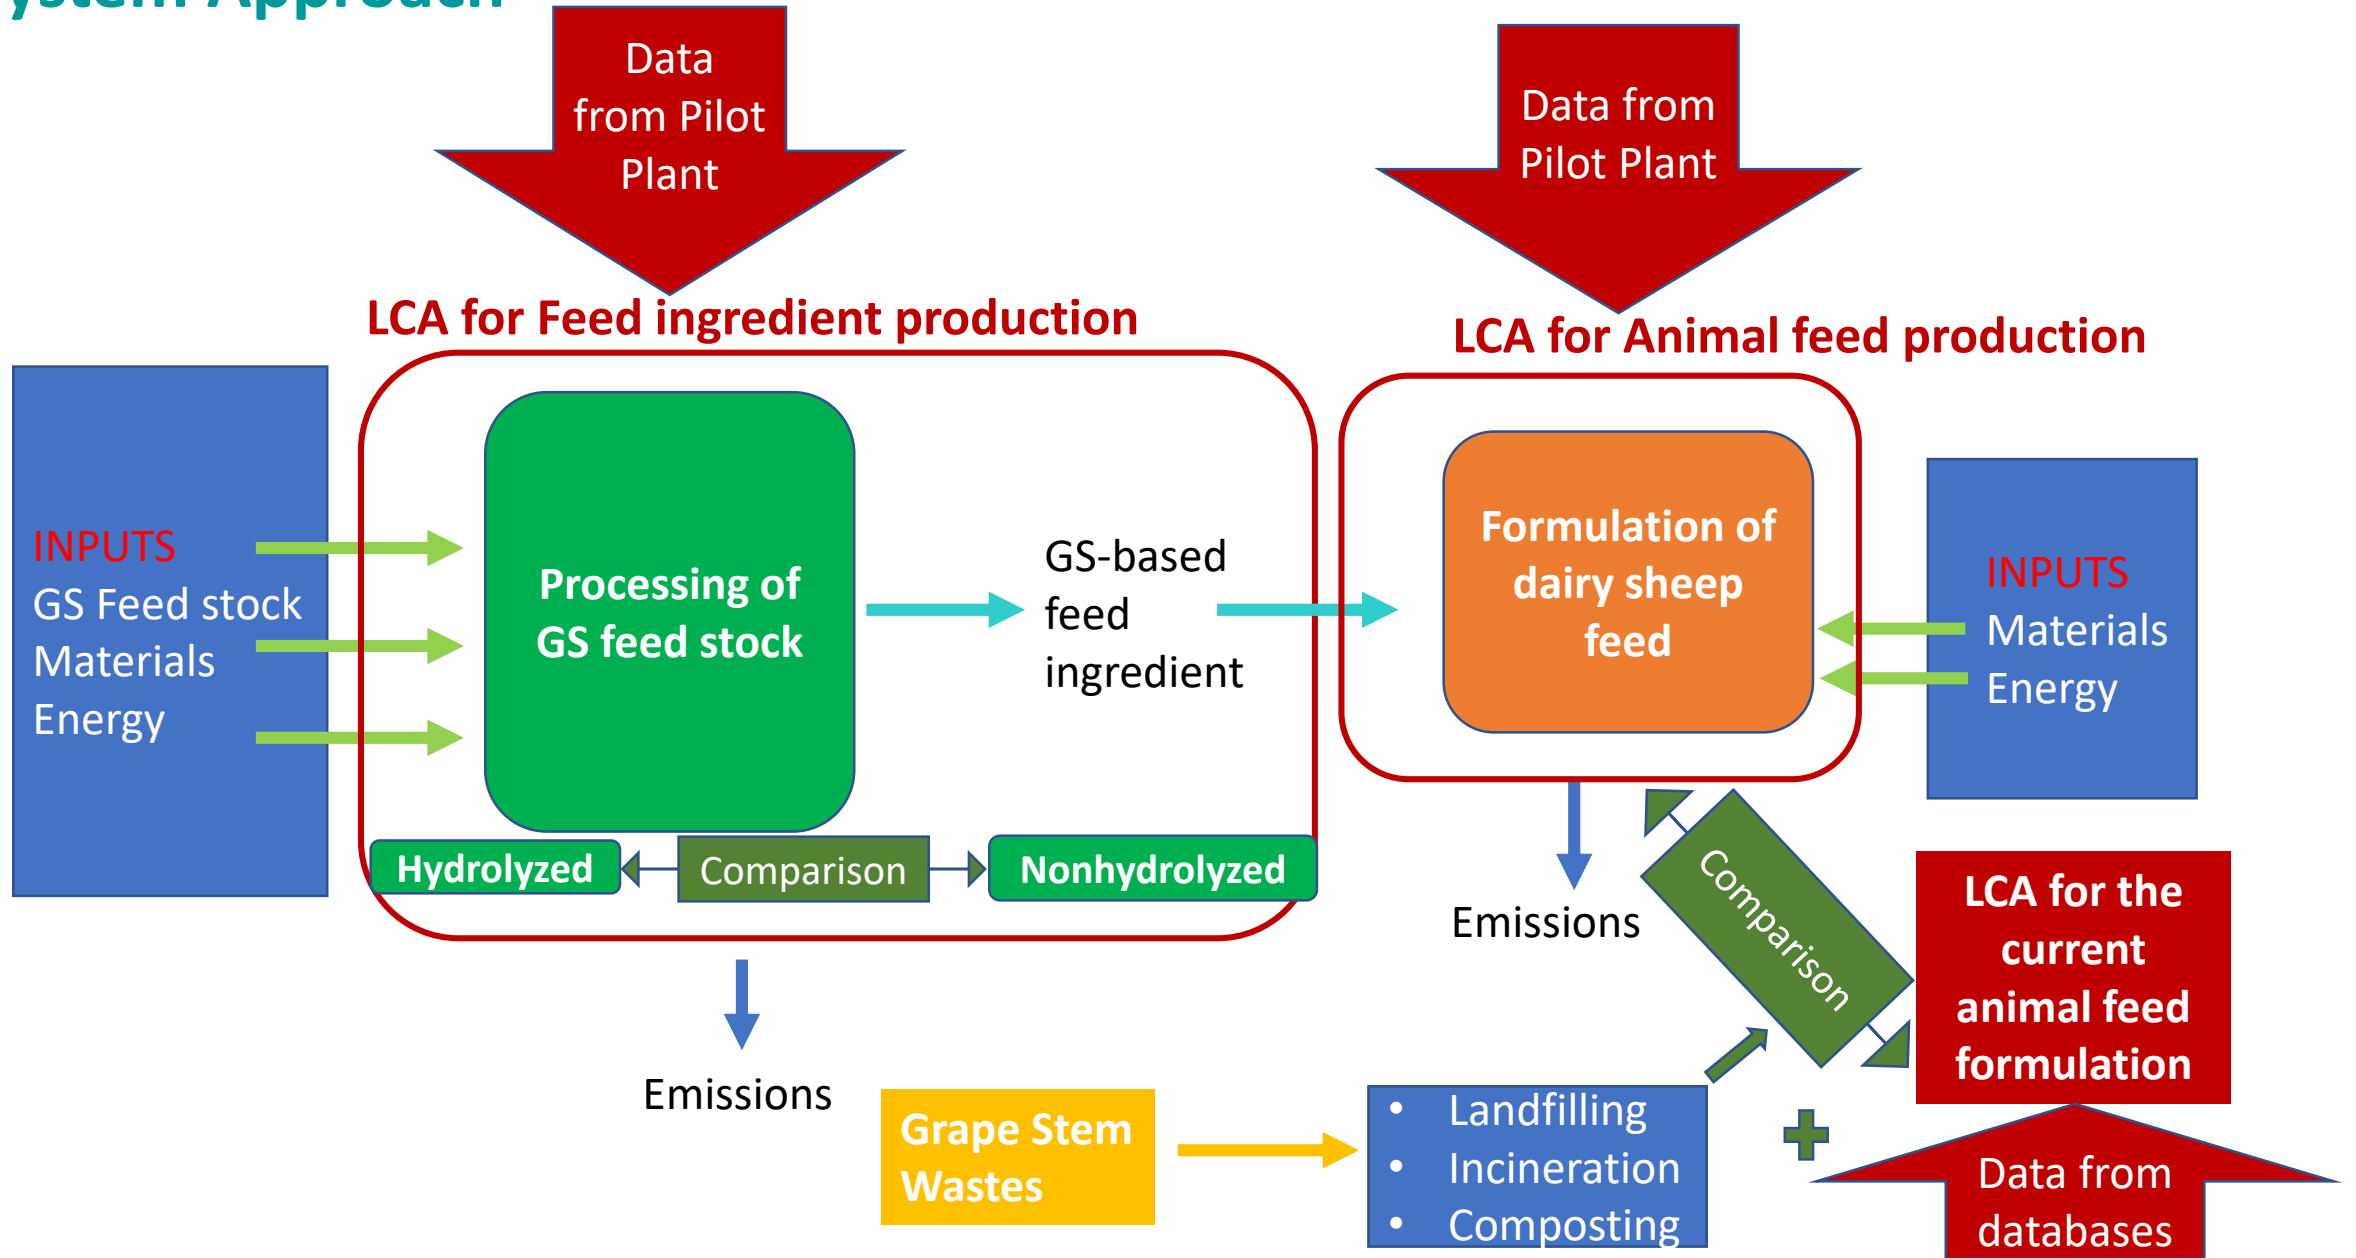 ystem Approach
Data
from Pilot
Plant
Data from
Pilot Plant
LCA for Feed ingredient production
LCA for Animal feed production
INPUTS
GS Feed stock
Materials
Energy
Processing of
GS feed stock
GS-based
feed
ingredient
Formulation of
dairy sheep
feed
INPUTS
Materials
Energy
Hydrolyzed
Comparison
Nonhydrolyzed
Emissions
Emissions
Comparison
LCA for the
current
animal feed
formulation
Grape Stem
Wastes
• Landfilling
• Incineration
• Composting
Data from
databases